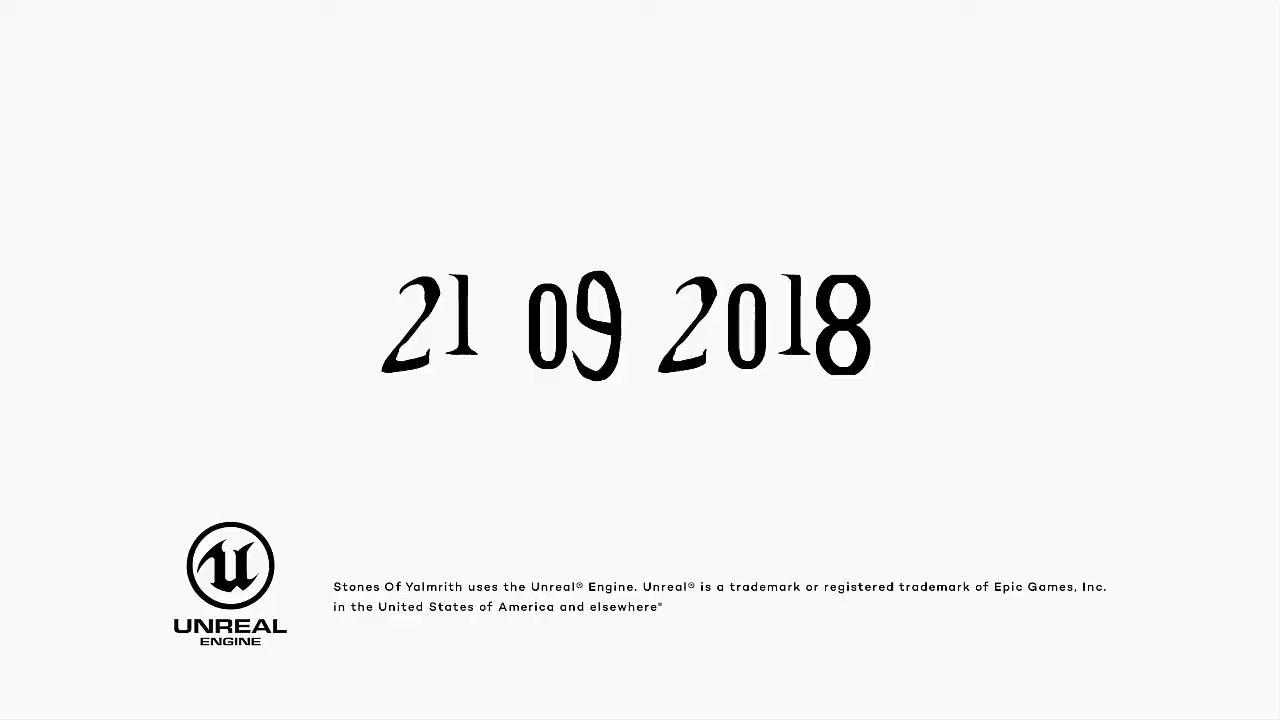 21 09 2018
UNREAL
ENGINE
Stones Of Yalmrith uses the Unreal® Engine. Unreal® is a trademark or registered trademark of Epic Games, Inc.
in the United States of America and elsewhere"